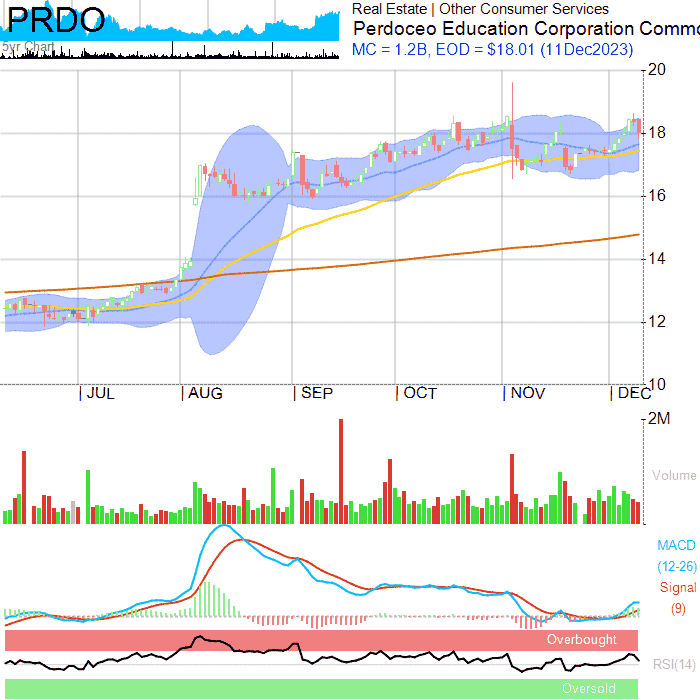 PRDO
5yr Chart
Real Estate | Other Consumer Services
Perdoceo Education Corporation Commo
MC = 1.2B, EOD = $18.01 (11Dec2023)
20
18
16
14
12
10
JUL AUG SEP OCT NOV DEC
2M
Volume
MACD
(12-26)
Signal
(9)
Overbought
RSI(14)
Oversold